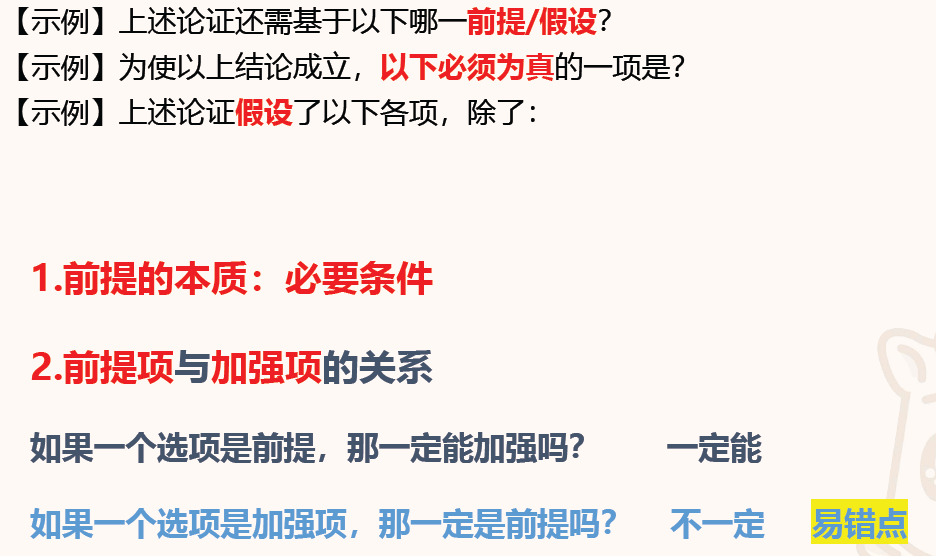 【示例】上述论证还需基于以下哪一前提/假设？
【示例】为使以上结论成立，以下必须为真的一项是？
【示例】上述论证假设了以下各项，除了：
1.前提的本质：必要条件
2.前提项与加强项的关系
如果一个选项是前提，那一定能加强吗？ 一定能
如果一个选项是加强项，那一定是前提吗？ 不一定 易错点